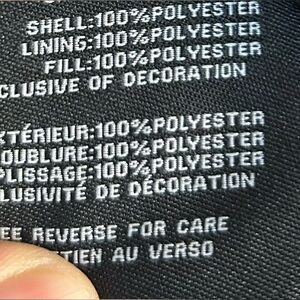 SHELL:100%POLYESTER
LINING:100%POLYESTER
FILL:100%POLYESTER
CLUSIVE OF DECORATION
XTÉRIEUR:100%POLYESTER
OUBLURE:100%POLYESTER
PLISSAGE:100%POLYESTER
LUSIVITÉ DE DÉCORATION
EE REVERSE FOR CARE
TIEN AU VERSO